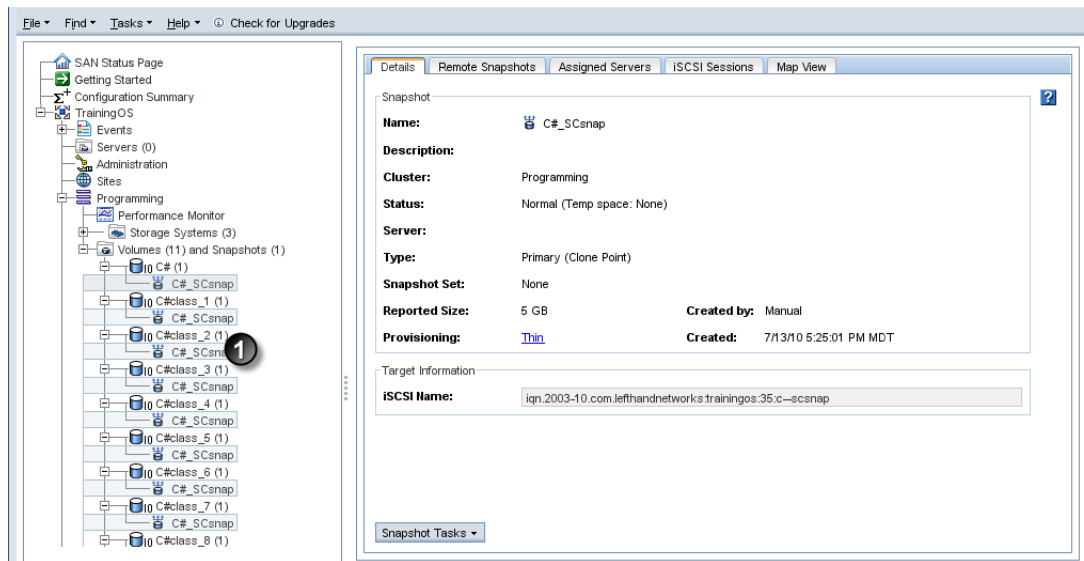 File Find Tasks Help Check for Upgrades
SAN Status Page
Getting Started
Configuration Summary
TrainingOS
Events
Servers (0)
Administration
Sites
Programming
Performance Monitor
Storage Systems (3)
Volumes (11) and Snapshots (1)
C# (1)
C#_SCsnap
C#class_1 (1)
C#_SCsnap
C#class_2 (1)
1
C#class_3 (1)
C#_SCsnap
C#class_4 (1)
C#_SCsnap
C#class_5 (1)
C#_SCsnap
C#class_6 (1)
C#_SCsnap
C#class_7 (1)
C#_SCsnap
C#class_8 (1)
Details Remote Snapshots Assigned Servers iSCSI Sessions Map View
Snapshot
?
Name: C#_SCsnap
Description:
Cluster: Programming
Status: Normal (Temp space: None)
Server:
Type: Primary (Clone Point)
Snapshot Set: None
Reported Size: 5 GB Created by: Manual
Provisioning: Thin Created: 7/13/10 5:25:01 PM MDT
Target Information
iSCSI Name: iqn.2003-10.com.lefthandnetworks:trainingos:35:c--scsnap
Snapshot Tasks